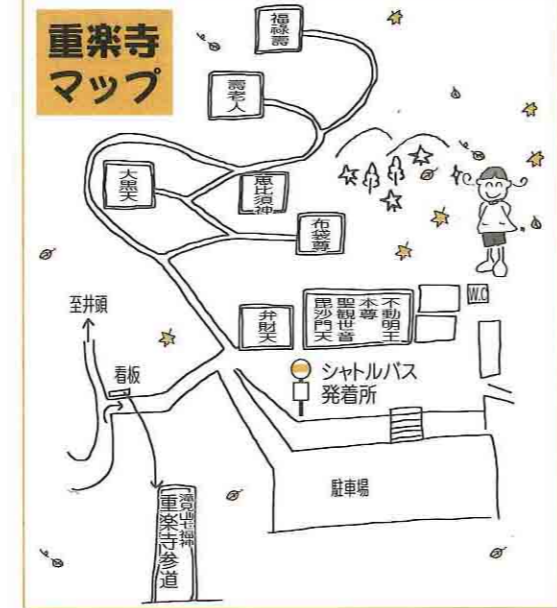 重楽寺
マップ
福禄壽
壽老人
大黒天
恵比須神
布袋尊
弁財天
不動明王
本尊
聖観世音
毘沙門天
W.C
至井頭
看板
シャトルバス
発着所
駐車場
滝見山七福神
重楽寺参道